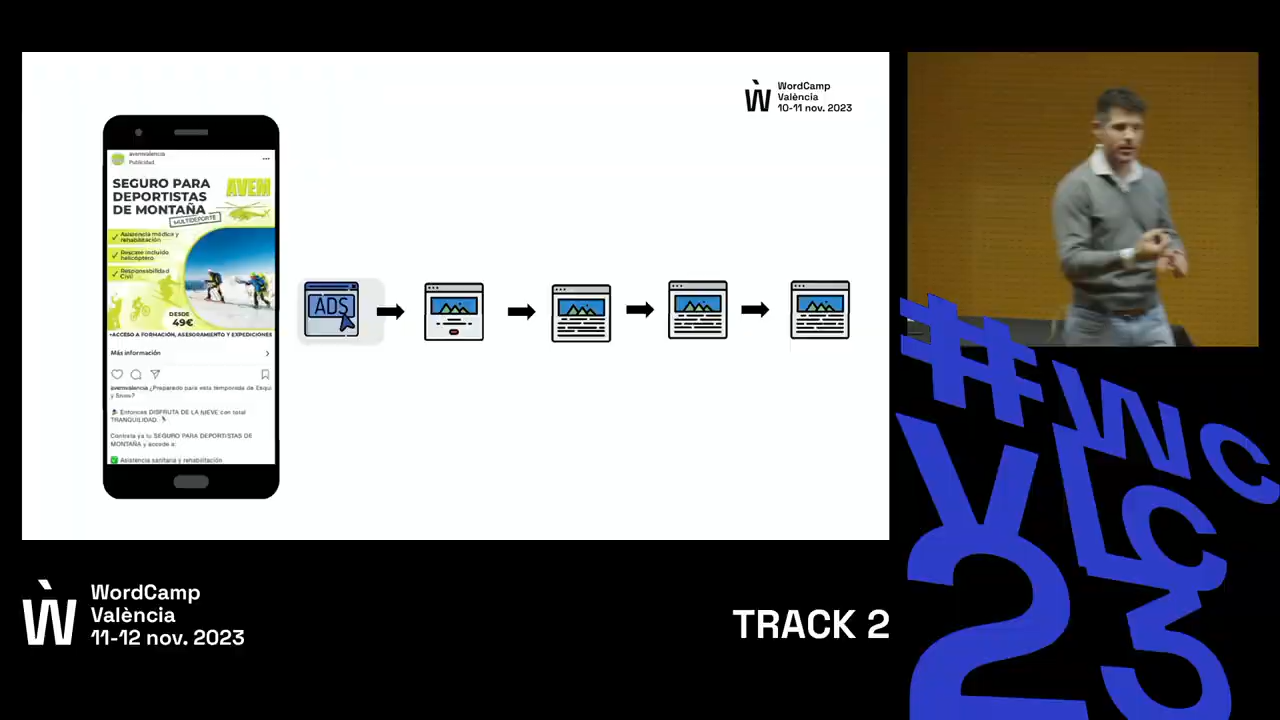 WordCamp
València
10-11 nov. 2023
avemvalencia
Publicidad
SEGURO PARA
DEPORTISTAS
DE MONTAÑA
AVEM
MULTIDEPORTE
Asistencia médica y
rehabilitación
Rescate incluido
helicóptero
Responsabilidad
Civil
DESDE
49€
+ACCESO A FORMACIÓN, ASESORAMIENTO Y EXPEDICIONES
Más información
avemvalencia ¿Preparado para esta temporada de Esquí
y Snow?
Entonces DISFRUTA DE LA NIEVE con total
TRANQUILIDAD.
Contrata ya tu SEGURO PARA DEPORTISTAS DE
MONTAÑA y accede a:
Asistencia sanitaria y rehabilitación
ADS
WordCamp
València
11-12 nov. 2023
TRACK 2
#WC
VLC
23